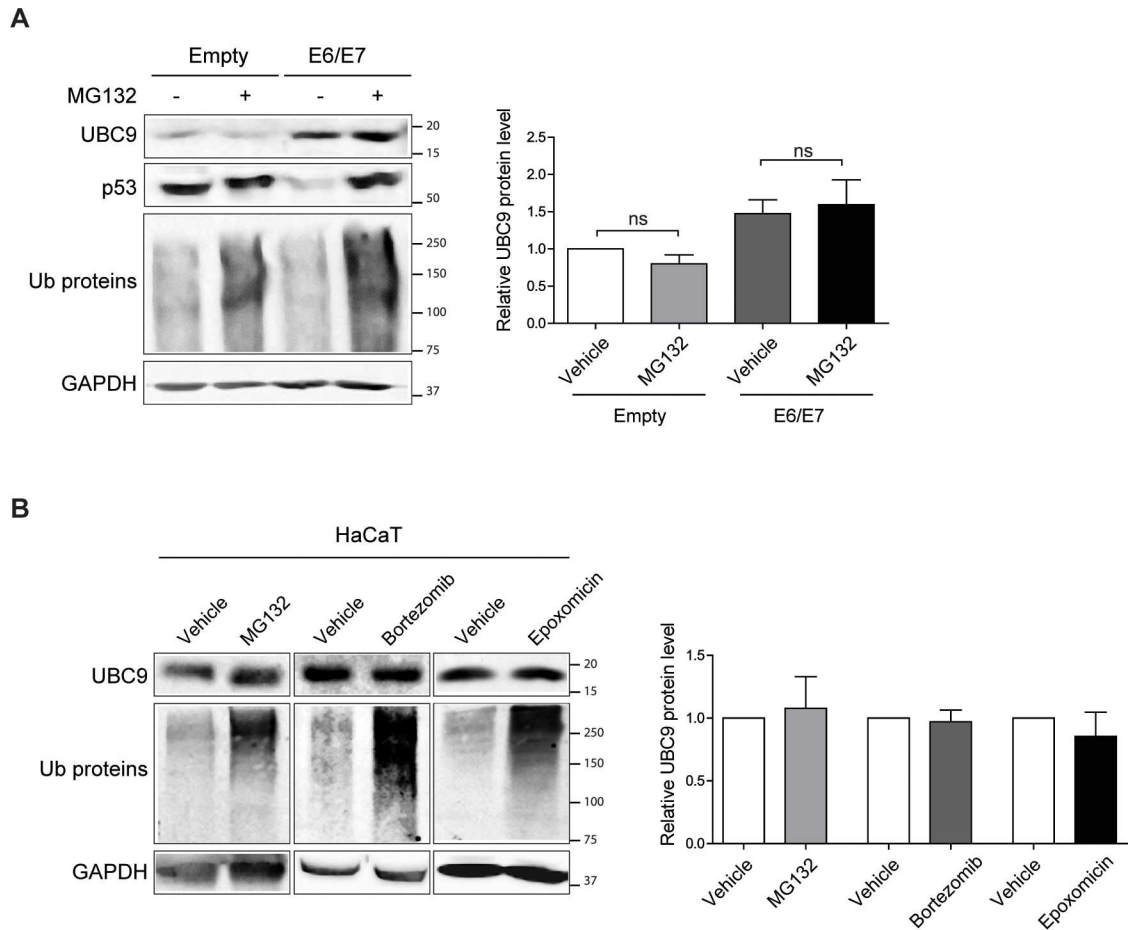 A
Empty E6/E7
MG132 - + - +
UBC9
20
15
p53
50
Ub proteins
250
150
100
75
GAPDH
37
Relative UBC9 protein level
2.5
2.0
1.5
1.0
0.5
0.0
ns
ns
Vehicle MG132 Vehicle MG132
Empty E6/E7
B
HaCaT
Vehicle MG132 Vehicle Bortezomib Vehicle Epoxomicin
UBC9
20
15
Ub proteins
250
150
100
75
GAPDH
37
Relative UBC9 protein level
1.5
1.0
0.5
0.0
Vehicle MG132 Vehicle Bortezomib Vehicle Epoxomicin